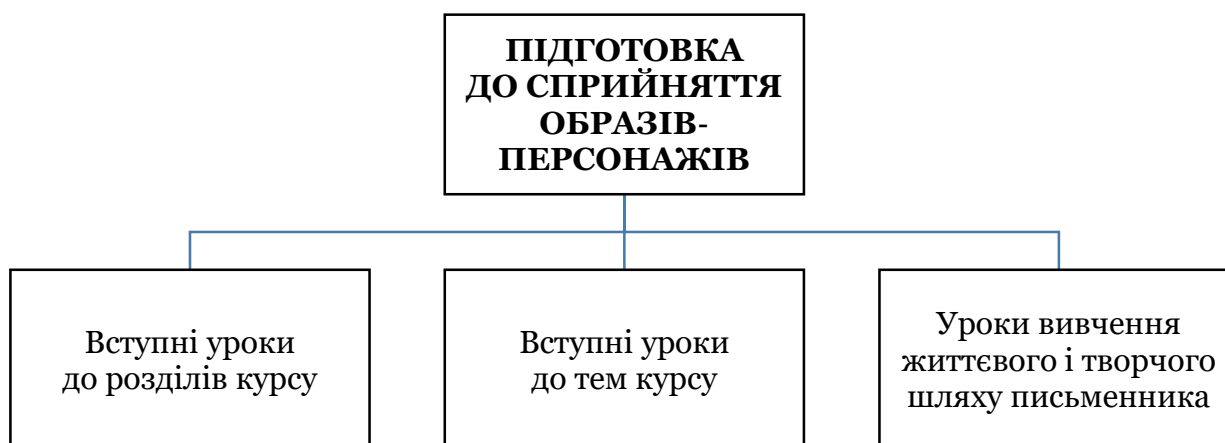 ПІДГОТОВКА
ДО СПРИЙНЯТТЯ
ОБРАЗІВ-
ПЕРСОНАЖІВ
Вступні уроки
до розділів курсу
Вступні уроки
до тем курсу
Уроки вивчення
життєвого і творчого
шляху письменника